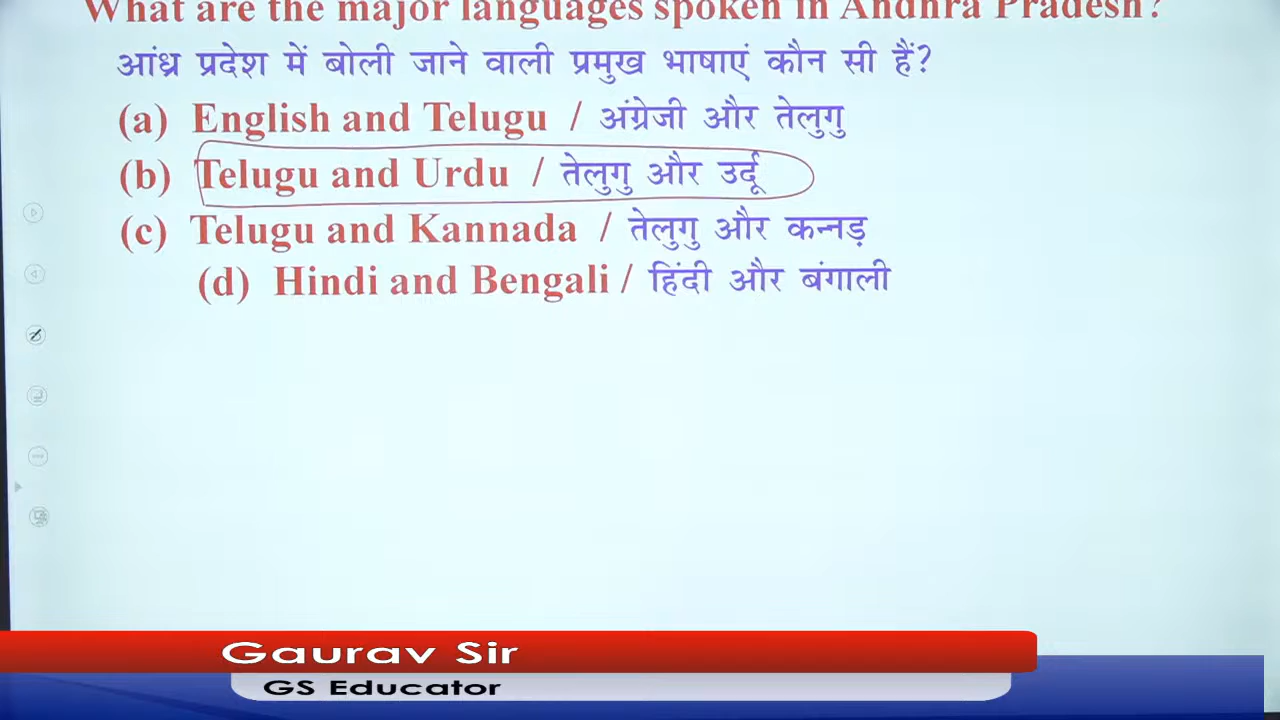 What are the major languages spoken in Andhra Pradesh?
आंध्र प्रदेश में बोली जाने वाली प्रमुख भाषाएं कौन सी हैं?
(a) English and Telugu / अंग्रेजी और तेलुगु
(b) Telugu and Urdu / तेलुगु और उर्दू
(c) Telugu and Kannada / तेलुगु और कन्नड़
(d) Hindi and Bengali / हिंदी और बंगाली
Gaurav Sir
GS Educator